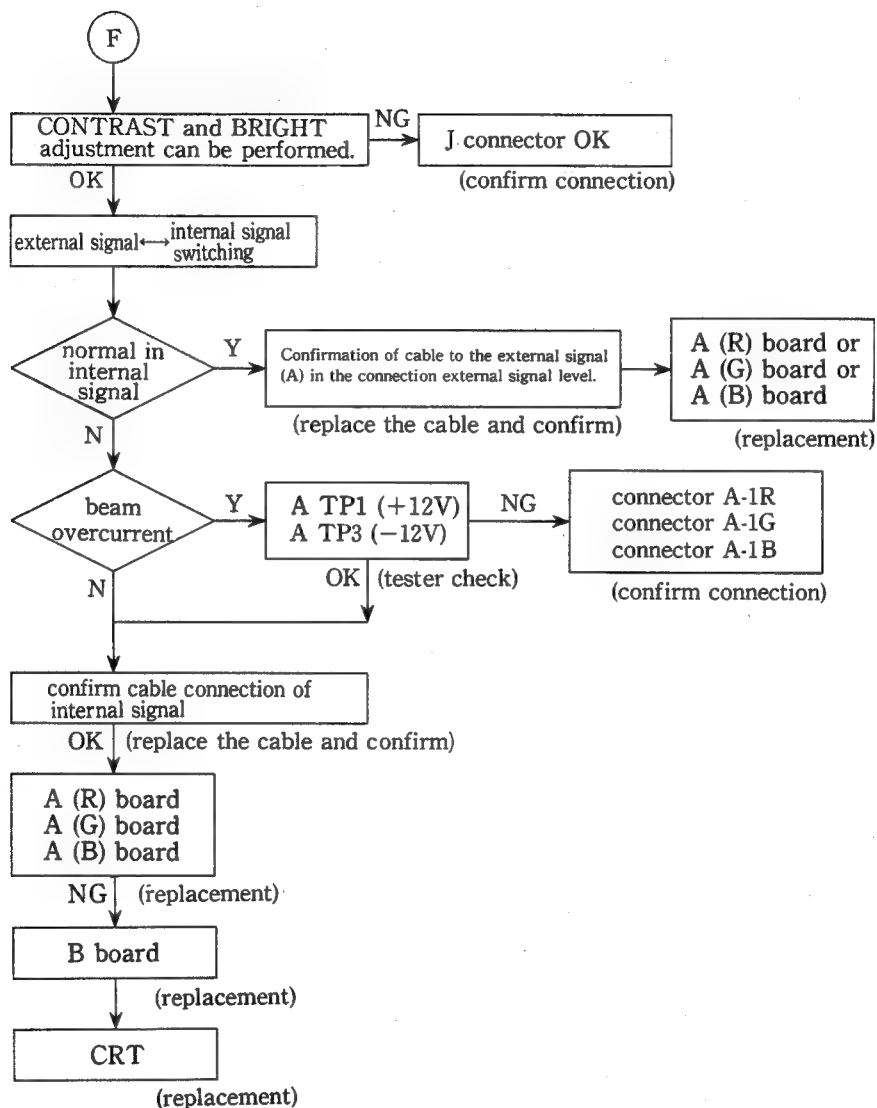 F
CONTRAST and BRIGHT
adjustment can be performed.
NG
J connector OK
(confirm connection)
OK
external signal←→internal signal
switching
normal in
internal
signal
Y
Confirmation of cable to the external signal
(A) in the connection external signal level.
(replace the cable and confirm)
A (R) board or
A (G) board or
A (B) board
(replacement)
N
beam
overcurrent
Y
A TP1 (+12V)
A TP3 (−12V)
NG
connector A-1R
connector A-1G
connector A-1B
(confirm connection)
N
OK (tester check)
confirm cable connection of
internal signal
OK (replace the cable and confirm)
A (R) board
A (G) board
A (B) board
NG (replacement)
B board
(replacement)
CRT
(replacement)